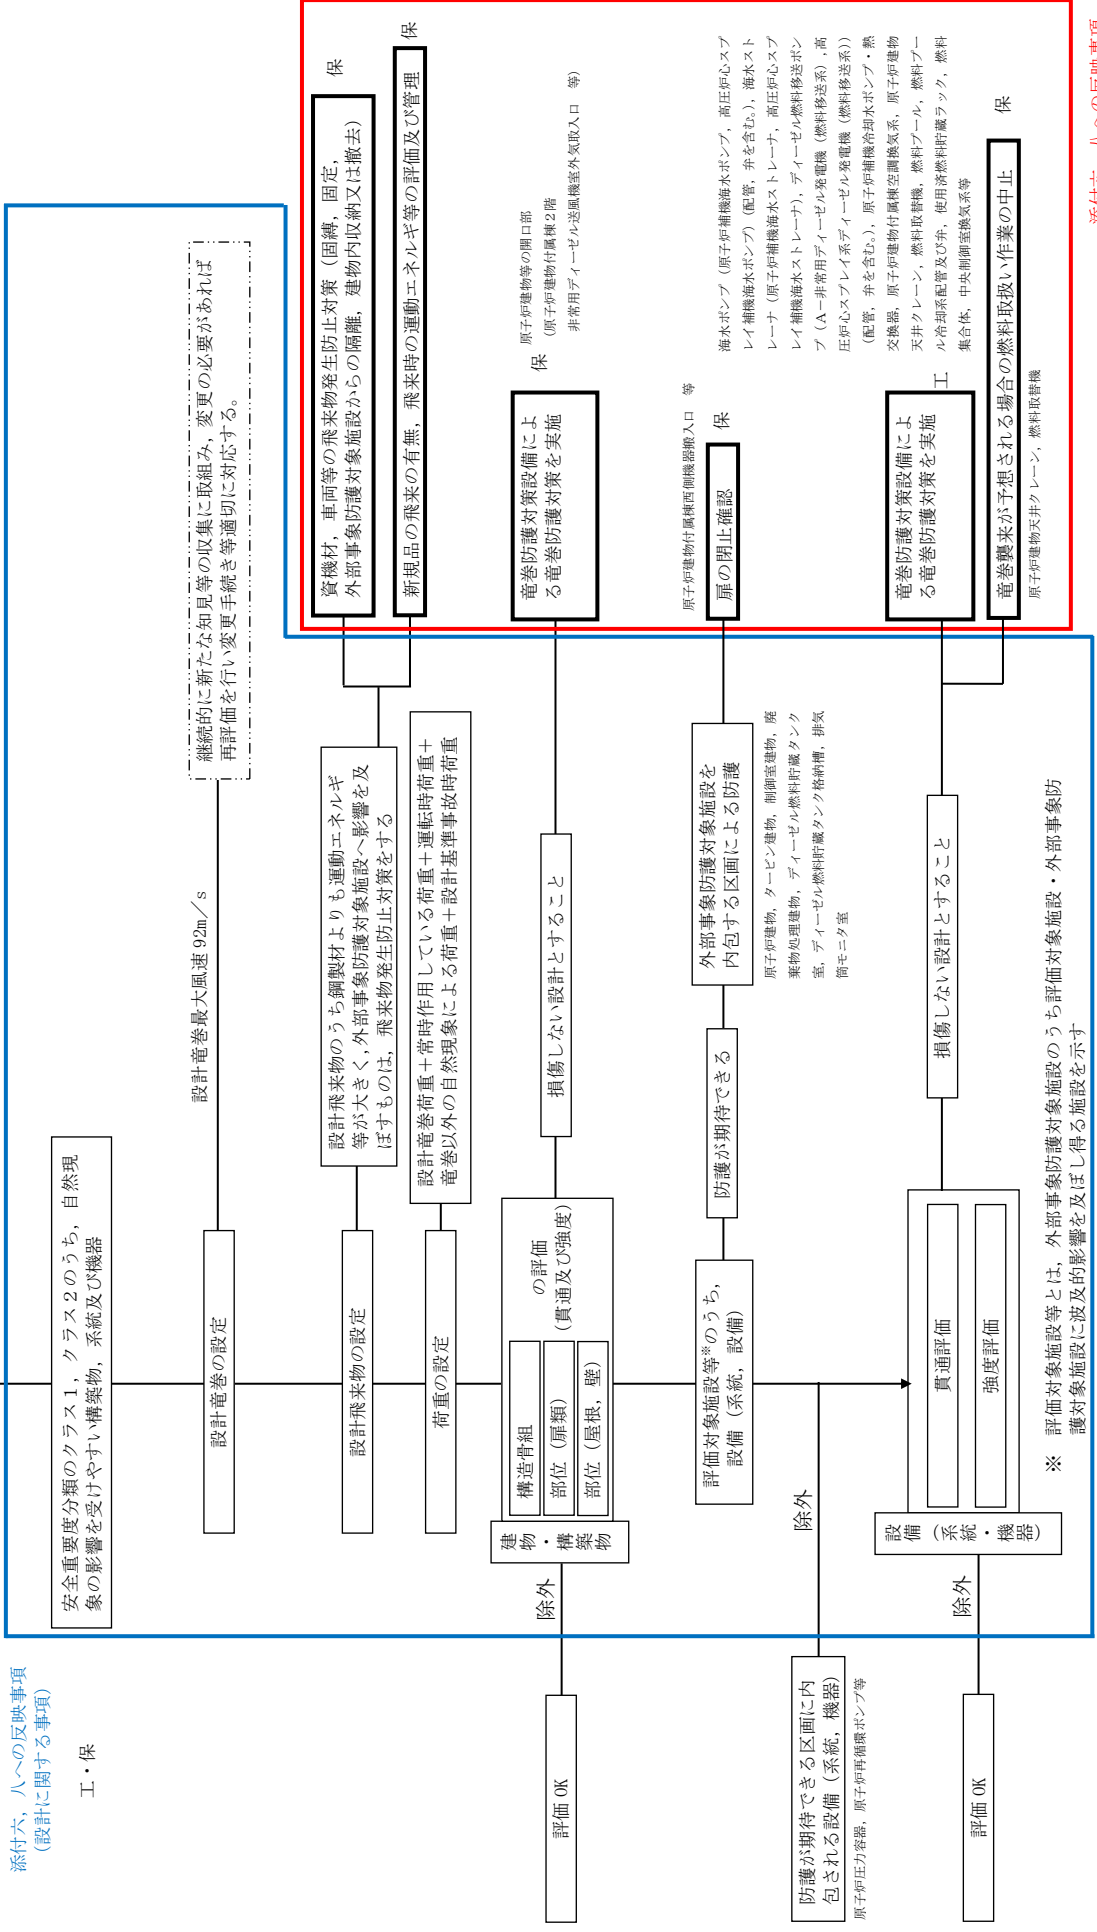 添付六，八への反映事項
（設計に関する事項）
工・保
安全重要度分類のクラス１，クラス２のうち，自然現
象の影響を受けやすい構築物，系統及び機器
設計竜巻の設定
設計竜巻最大風速 92m／s
継続的に新たな知見等の収集に取組み，変更の必要があれば
再評価を行い変更手続き等適切に対応する。
設計飛来物の設定
設計飛来物のうち鋼製材よりも運動エネルギ
等が大きく，外部事象防護対象施設へ影響を及
ぼすものは，飛来物発生防止対策をする
資機材，車両等の飛来物発生防止対策（固縛，固定，
外部事象防護対象施設からの隔離，建物内収納又は撤去）
保
新規品の飛来の有無，飛来時の運動エネルギ等の評価及び管理
保
荷重の設定
設計竜巻荷重＋常時作用している荷重＋運転時荷重＋
竜巻以外の自然現象による荷重＋設計基準事故時荷重
建物・構築物
構造骨組
部位（扉類）
部位（屋根，壁）
の評価
（貫通及び強度）
除外
評価 OK
損傷しない設計とすること
竜巻防護対策設備によ
る竜巻防護対策を実施
保
原子炉建物等の開口部
（原子炉建物付属棟２階
非常用ディーゼル送風機室外気取入口　等）
評価対象施設等※のうち，
設備（系統，設備）
防護が期待できる
外部事象防護対象施設を
内包する区画による防護
原子炉建物，タービン建物，制御室建物，廃
棄物処理建物，ディーゼル燃料貯蔵タンク
室，ディーゼル燃料貯蔵タンク格納槽，排気
筒モニタ室
原子炉建物付属棟西側機器搬入口　等
扉の閉止確認
保
除外
防護が期待できる区画に内
包される設備（系統，機器）
原子炉圧力容器，原子炉再循環ポンプ等
設備（系統・機器）
貫通評価
強度評価
除外
評価 OK
損傷しない設計とすること
竜巻防護対策設備によ
る竜巻防護対策を実施
工
海水ポンプ（原子炉補機海水ポンプ，高圧炉心スプ
レイ補機海水ポンプ）（配管，弁を含む。），海水スト
レーナ（原子炉補機海水ストレーナ，高圧炉心スプ
レイ補機海水ストレーナ），ディーゼル燃料移送ポン
プ（Ａ－非常用ディーゼル発電機（燃料移送系），高
圧炉心スプレイ系ディーゼル発電機（燃料移送系））
（配管，弁を含む。），原子炉補機冷却水ポンプ・熱
交換器，原子炉建物付属棟空調換気系，原子炉建物
天井クレーン，燃料取替機，燃料プール，燃料プー
ル冷却系配管及び弁，使用済燃料貯蔵ラック，燃料
集合体，中央制御室換気系等
竜巻襲来が予想される場合の燃料取扱い作業の中止
保
原子炉建物天井クレーン，燃料取替機
※　評価対象施設等とは，外部事象防護対象施設のうち評価対象施設・外部事象防
護対象施設に波及的影響を及ぼし得る施設を示す